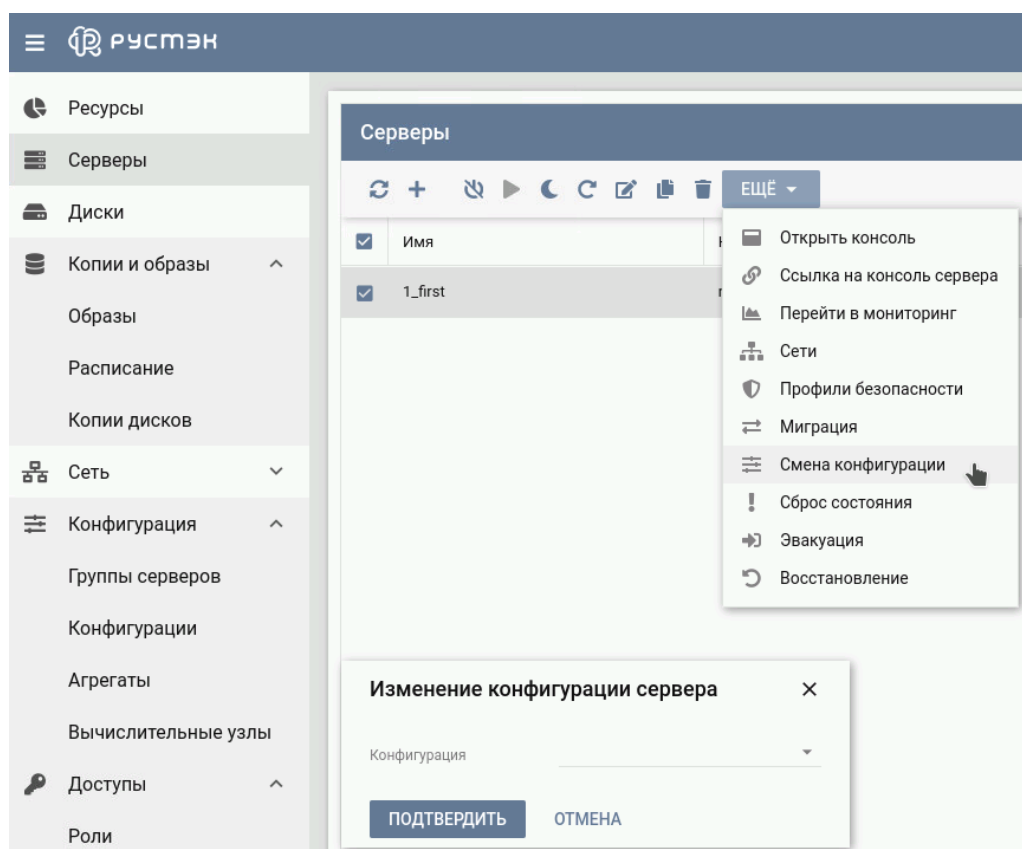 РУСТЭК
Ресурсы
Серверы
Диски
Копии и образы
Образы
Расписание
Копии дисков
Сеть
Конфигурация
Группы серверов
Конфигурации
Агрегаты
Вычислительные узлы
Доступы
Роли
Серверы
ЕЩЁ
Имя
1_first
Открыть консоль
Ссылка на консоль сервера
Перейти в мониторинг
Сети
Профили безопасности
Миграция
Смена конфигурации
Сброс состояния
Эвакуация
Восстановление
Изменение конфигурации сервера
Конфигурация
ПОДТВЕРДИТЬ ОТМЕНА